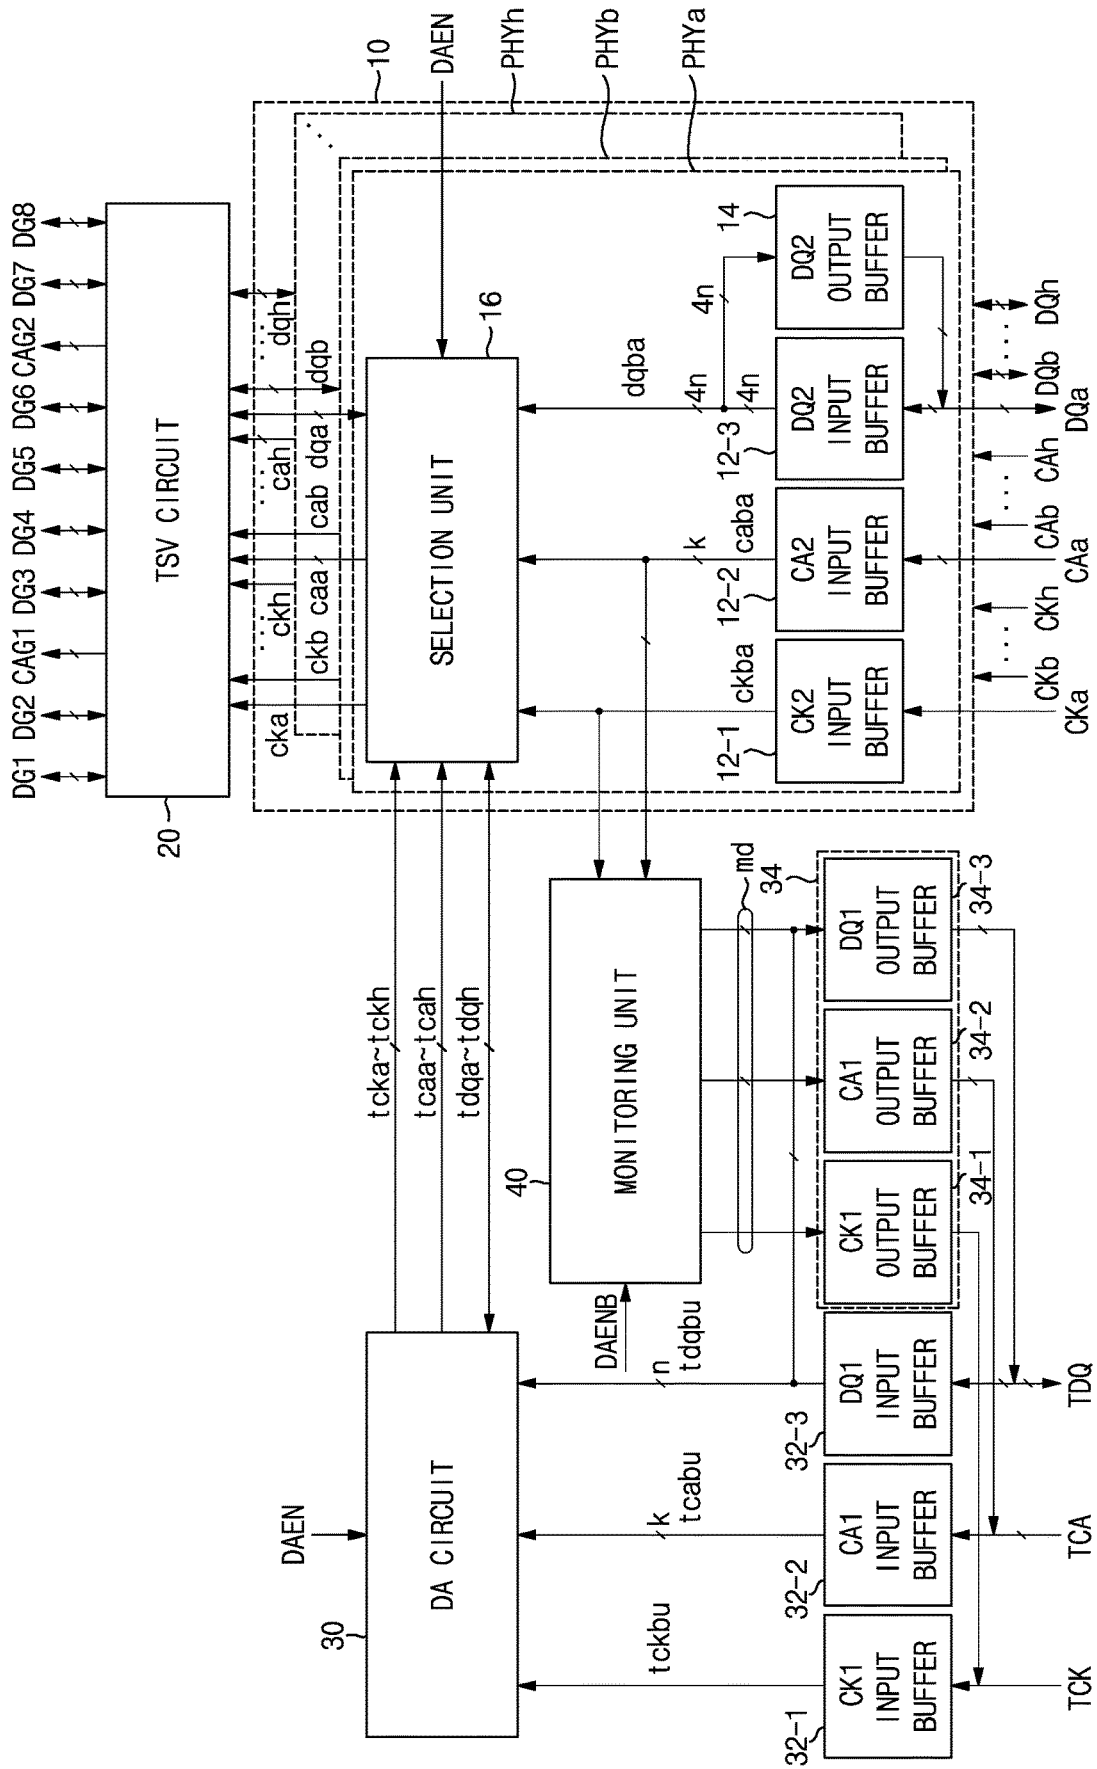 DG1 DG2 CAG1 DG3 DG4 DG5 DG6 CAG2 DG7 DG8
20
TSV CIRCUIT
10
DAEN
PHYh
PHYb
PHYa
cka
ckb
ckh
caa
cab
cah
dqa
dqb
dqh
SELECTION UNIT
16
ckba
k
caba
dqba
4n
4n
4n
12-1
CK2
INPUT
BUFFER
12-2
CA2
INPUT
BUFFER
12-3
DQ2
INPUT
BUFFER
14
DQ2
OUTPUT
BUFFER
CKa
CKb
CKh
CAa
CAb
CAh
DQa
DQb
DQh
tcka~tckh
tcaa~tcah
tdqa~tdqh
DAEN
30
DA CIRCUIT
40
MONITORING UNIT
DAENB
md
34
tckbu
k
tcabu
n
tdqbu
32-1
CK1
INPUT
BUFFER
32-2
CA1
INPUT
BUFFER
32-3
DQ1
INPUT
BUFFER
CK1
OUTPUT
BUFFER
34-1
CA1
OUTPUT
BUFFER
34-2
DQ1
OUTPUT
BUFFER
34-3
TCK
TCA
TDQ